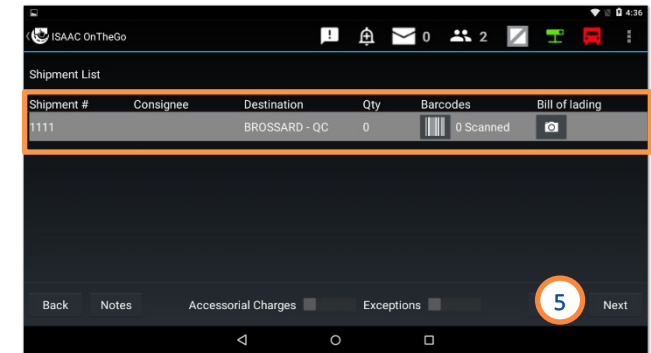 4:36
ISAAC OnTheGo 0 2
Shipment List
Shipment # Consignee Destination Qty Barcodes Bill of lading
1111 BROSSARD - QC 0 0 Scanned
Back Notes Accessorial Charges Exceptions 5 Next